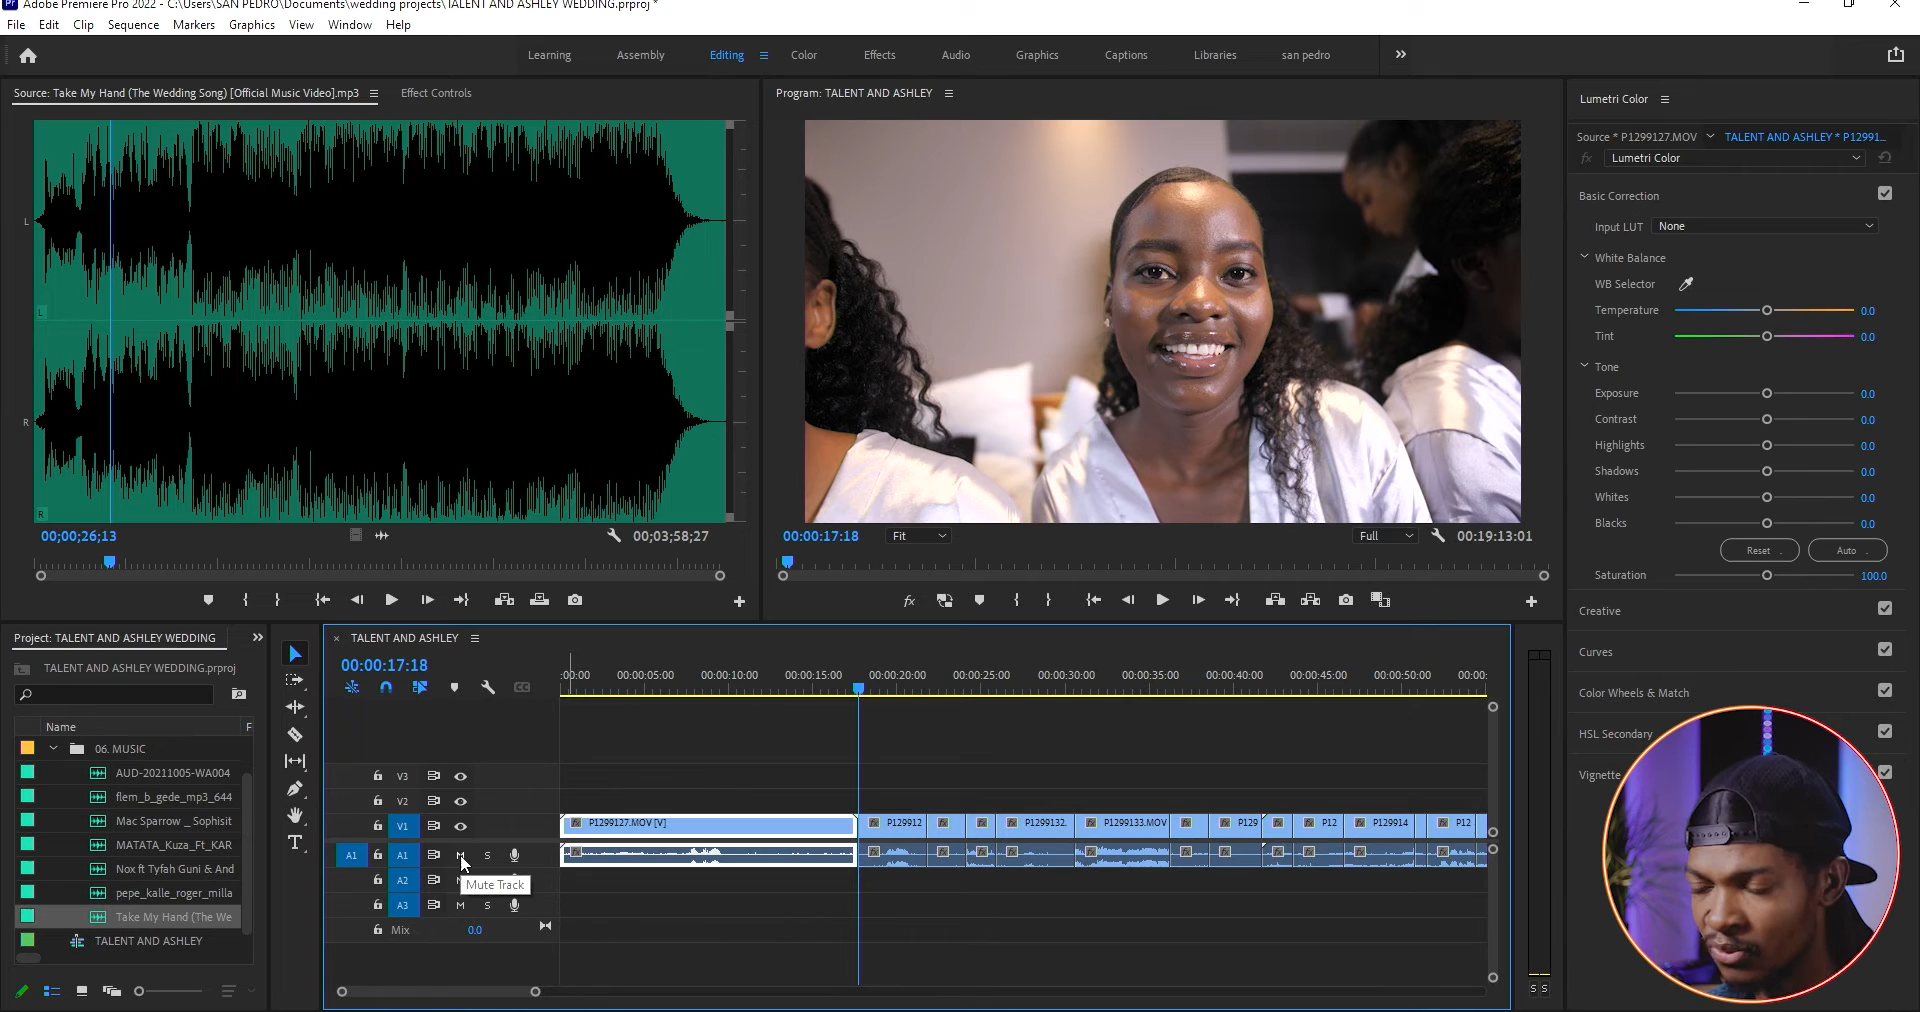 Adobe Premiere Pro 2022 - C:\Users\SAN PEDRO\Documents\wedding projects\TALENT AND ASHLEY WEDDING.prproj *
File Edit Clip Sequence Markers Graphics View Window Help
Learning Assembly Editing Color Effects Audio Graphics Captions Libraries san pedro
Source: Take My Hand (The Wedding Song) [Official Music Video].mp3 Effect Controls
L
L
R
R
00;00;26;13 00;03;58;27
Program: TALENT AND ASHLEY
00:00:17:18 Fit Full 00:19:13:01
Lumetri Color
Source * P1299127.MOV TALENT AND ASHLEY * P12991...
fx Lumetri Color
Basic Correction
Input LUT None
White Balance
WB Selector
Temperature 0.0
Tint 0.0
Tone
Exposure 0.0
Contrast 0.0
Highlights 0.0
Shadows 0.0
Whites 0.0
Blacks 0.0
Reset Auto
Saturation 100.0
Creative
Curves
Color Wheels & Match
HSL Secondary
Vignette
Project: TALENT AND ASHLEY WEDDING
TALENT AND ASHLEY WEDDING.prproj
Name F
06. MUSIC
AUD-20211005-WA004
flem_b_gede_mp3_644
Mac Sparrow _ Sophisit
MATATA_Kuza_Ft_KAR
Nox ft Tyfah Guni & And
pepe_kalle_roger_milla
Take My Hand (The We
TALENT AND ASHLEY
TALENT AND ASHLEY
00:00:17:18
:00:00 00:00:05:00 00:00:10:00 00:00:15:00 00:00:20:00 00:00:25:00 00:00:30:00 00:00:35:00 00:00:40:00 00:00:45:00 00:00:50:00 00:00:
V3
V2
V1
P1299127.MOV [V] P129912 P1299132. P1299133.MOV P129 P12 P129914 P12
A1 A1 M S
A2
Mute Track
A3 M S
Mix 0.0
S S